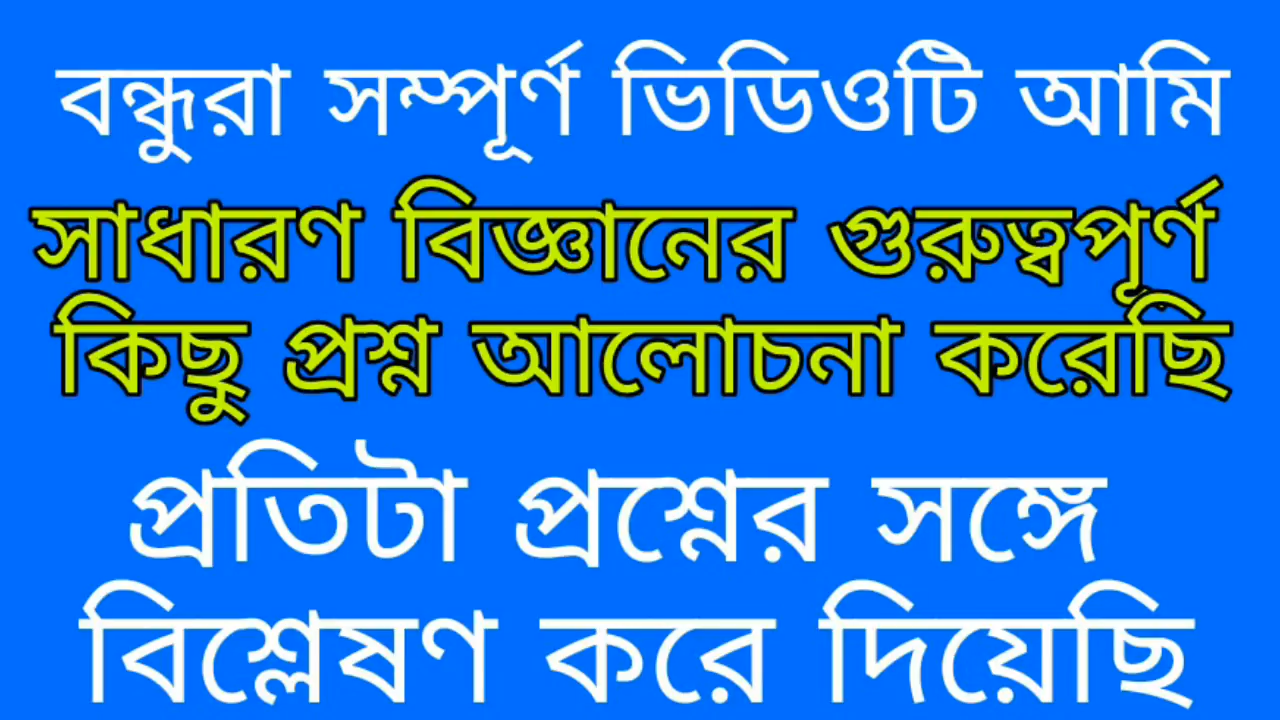 বন্ধুরা সম্পূর্ণ ভিডিওটি আমি
সাধারণ বিজ্ঞানের গুরুত্বপূর্ণ
কিছু প্রশ্ন আলোচনা করেছি
প্রতিটা প্রশ্নের সঙ্গে
বিশ্লেষণ করে দিয়েছি